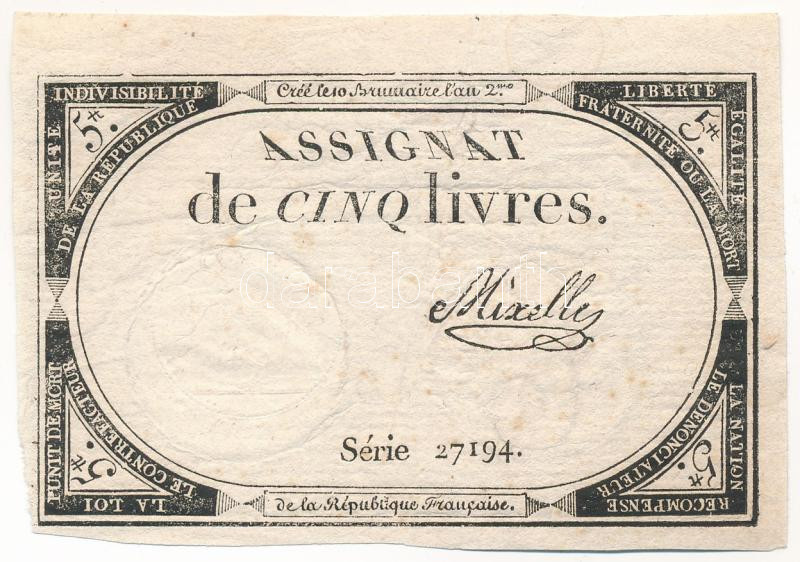 Créé le 10 Brumaire l'an 2.me
UNITÉ INDIVISIBILITÉ
DE LA RÉPUBLIQUE
5#.
LIBERTÉ ÉGALITÉ
FRATERNITÉ OU LA MORT
5#.
ASSIGNAT
de CINQ livres.
darabanth
Mixelle
Série 27194.
LA LOI PUNIT DE MORT
LE CONTREFACTEUR
5#.
LA NATION RÉCOMPENSE
LE DÉNONCIATEUR
5#.
de la République Française.